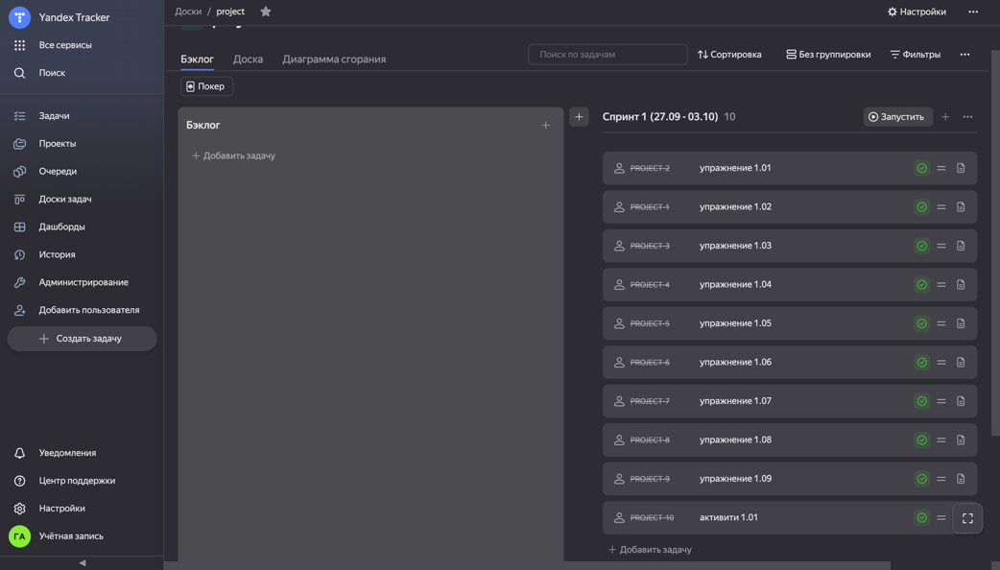 Yandex Tracker
Все сервисы
Поиск
Задачи
Проекты
Очереди
Доски задач
Дашборды
История
Администрирование
Добавить пользователя
Создать задачу
Уведомления
Центр поддержки
Настройки
ГА Учётная запись
Доски / project
Настройки
Бэклог Доска Диаграмма сгорания
Поиск по задачам
Сортировка
Без группировки
Фильтры
Покер
Бэклог
Добавить задачу
Спринт 1 (27.09 - 03.10) 10
Запустить
PROJECT-2 упражнение 1.01
PROJECT-1 упражнение 1.02
PROJECT-3 упражнение 1.03
PROJECT-4 упражнение 1.04
PROJECT-5 упражнение 1.05
PROJECT-6 упражнение 1.06
PROJECT-7 упражнение 1.07
PROJECT-8 упражнение 1.08
PROJECT-9 упражнение 1.09
PROJECT-10 активити 1.01
Добавить задачу